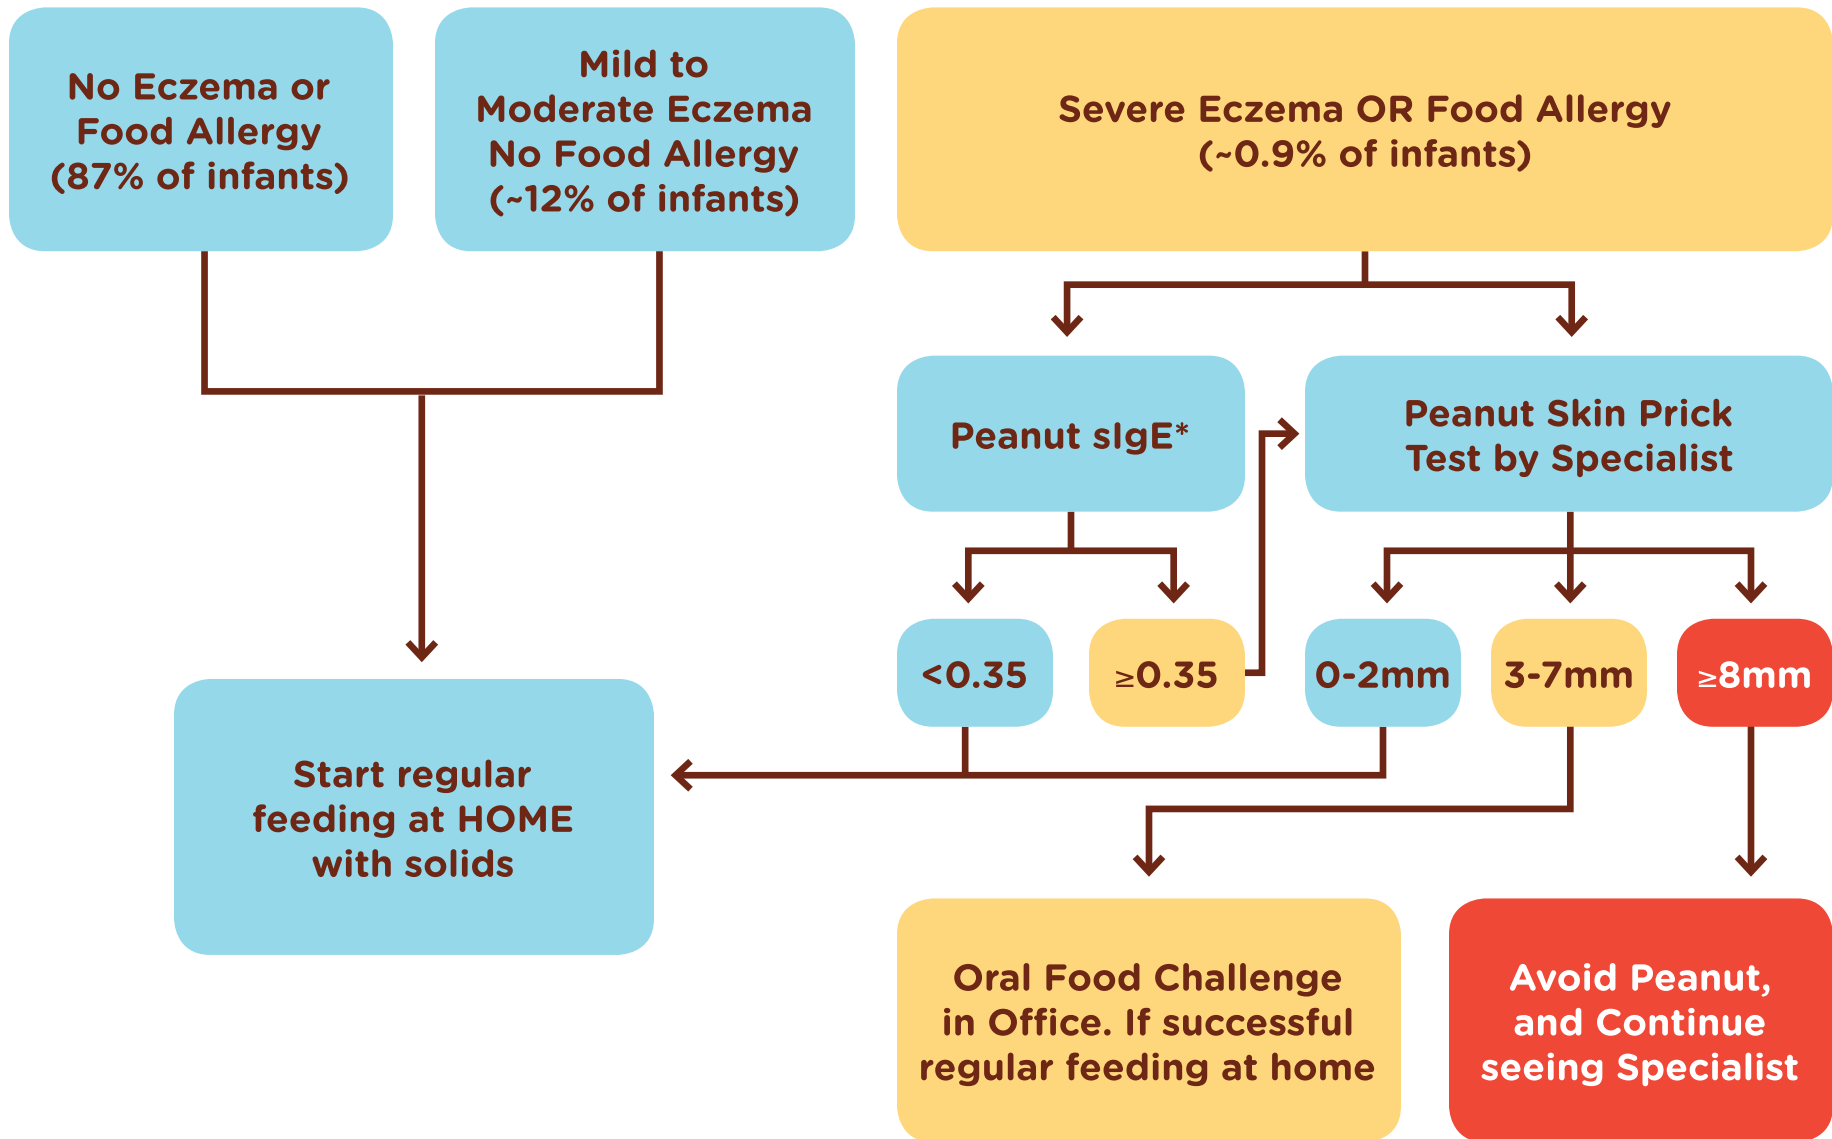 No Eczema or
Food Allergy
(87% of infants)
Mild to
Moderate Eczema
No Food Allergy
(~12% of infants)
Severe Eczema OR Food Allergy
(~0.9% of infants)
Peanut sIgE*
Peanut Skin Prick
Test by Specialist
<0.35
≥0.35
0-2mm
3-7mm
≥8mm
Start regular
feeding at HOME
with solids
Oral Food Challenge
in Office. If successful
regular feeding at home
Avoid Peanut,
and Continue
seeing Specialist